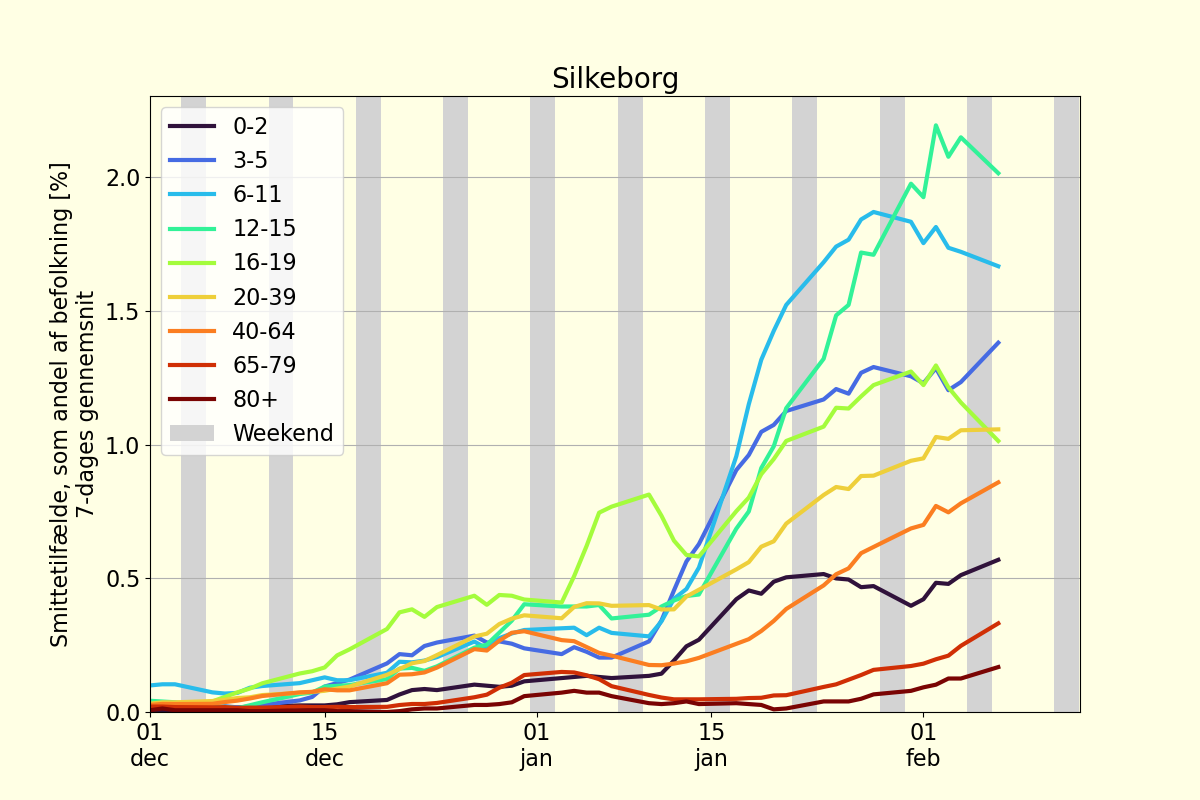 Silkeborg
Smittetilfælde, som andel af befolkning [%]
7-dages gennemsnit
2.0
1.5
1.0
0.5
0.0
0-2
3-5
6-11
12-15
16-19
20-39
40-64
65-79
80+
Weekend
01 15 01 15 01
dec dec jan jan feb